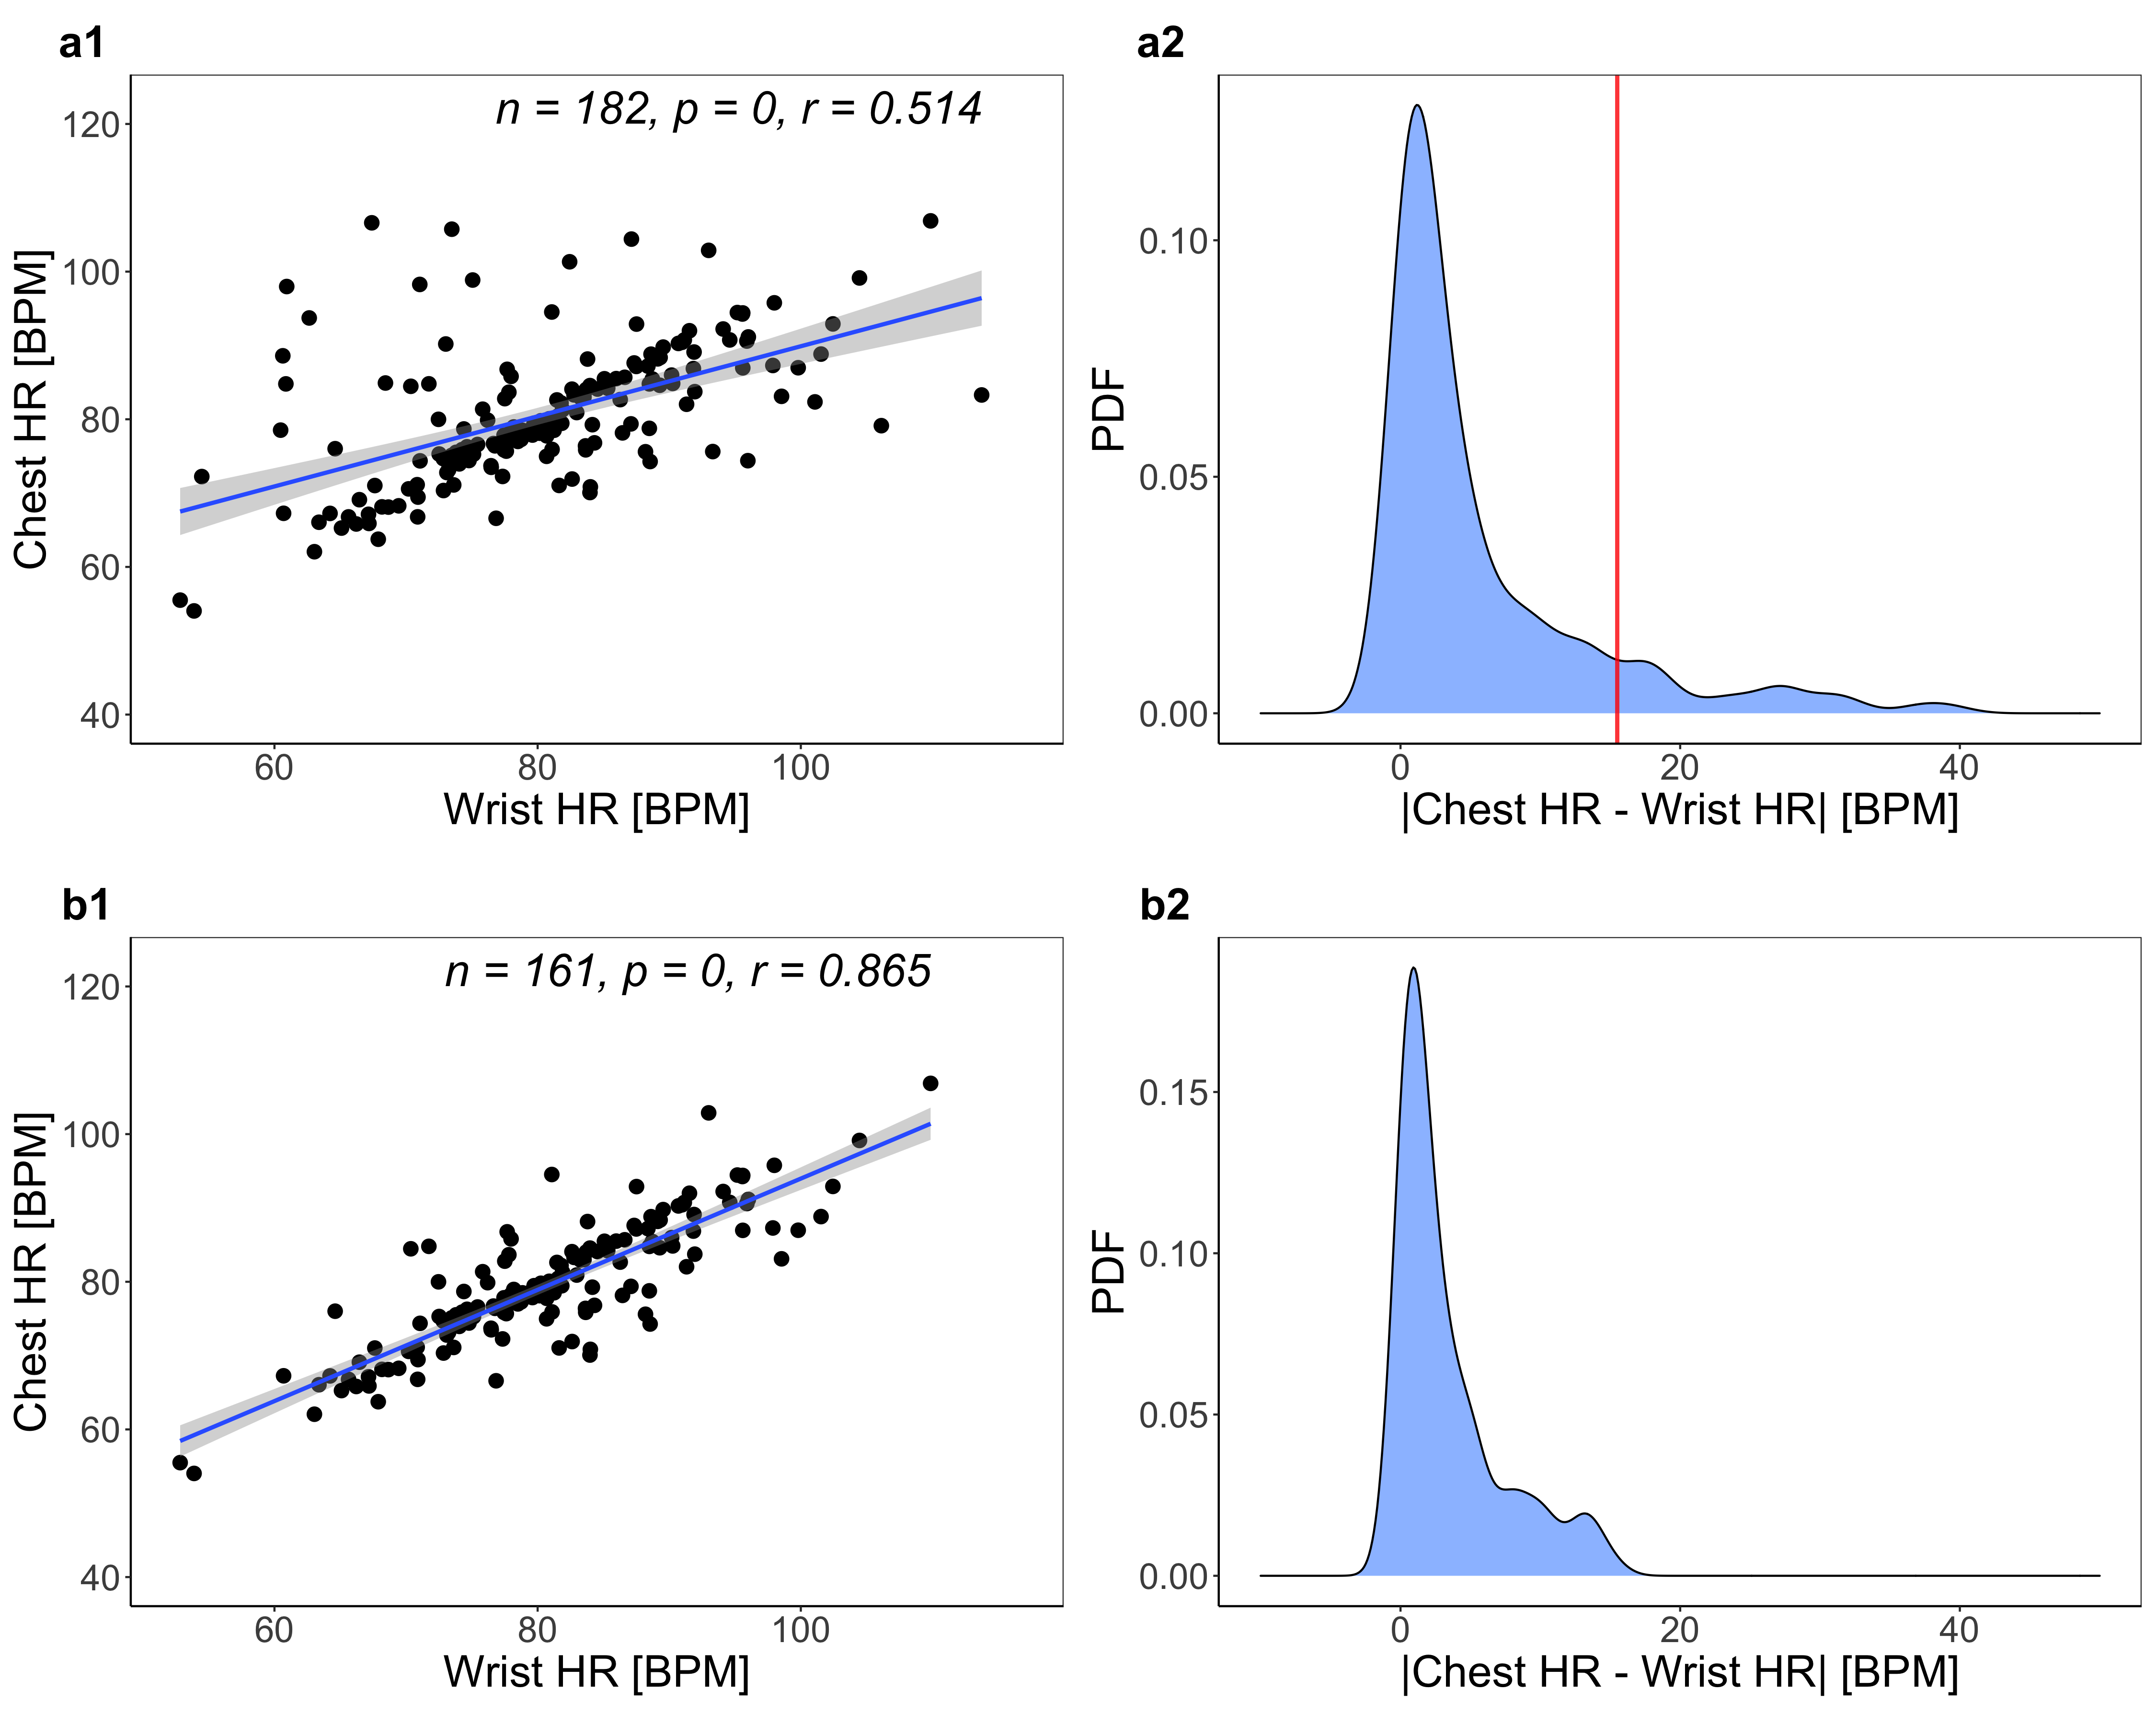 a1
n = 182, p = 0, r = 0.514
120
100
80
60
40
Chest HR [BPM]
60 80 100
Wrist HR [BPM]
a2
0.10
0.05
0.00
PDF
0 20 40
|Chest HR - Wrist HR| [BPM]
b1
n = 161, p = 0, r = 0.865
120
100
80
60
40
Chest HR [BPM]
60 80 100
Wrist HR [BPM]
b2
0.15
0.10
0.05
0.00
PDF
0 20 40
|Chest HR - Wrist HR| [BPM]